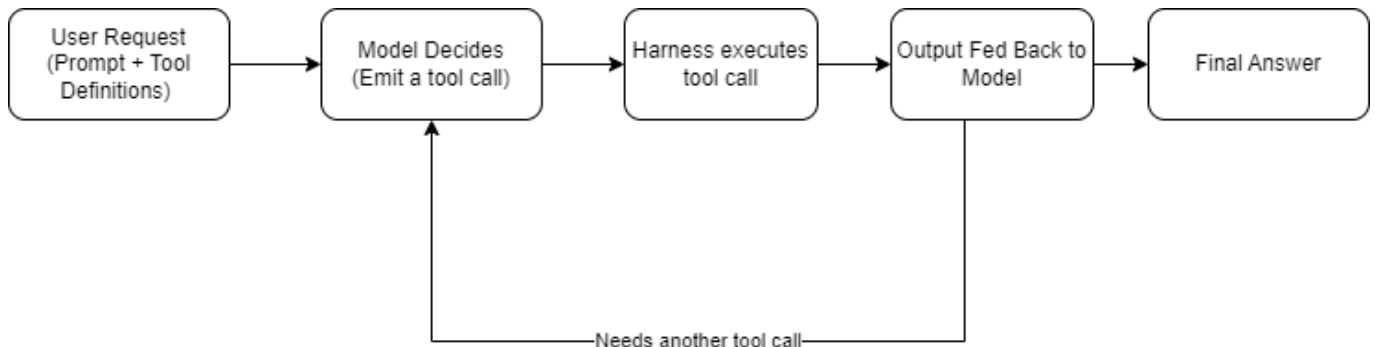 User Request
(Prompt + Tool
Definitions)
Model Decides
(Emit a tool call)
Harness executes
tool call
Output Fed Back to
Model
Final Answer
Needs another tool call